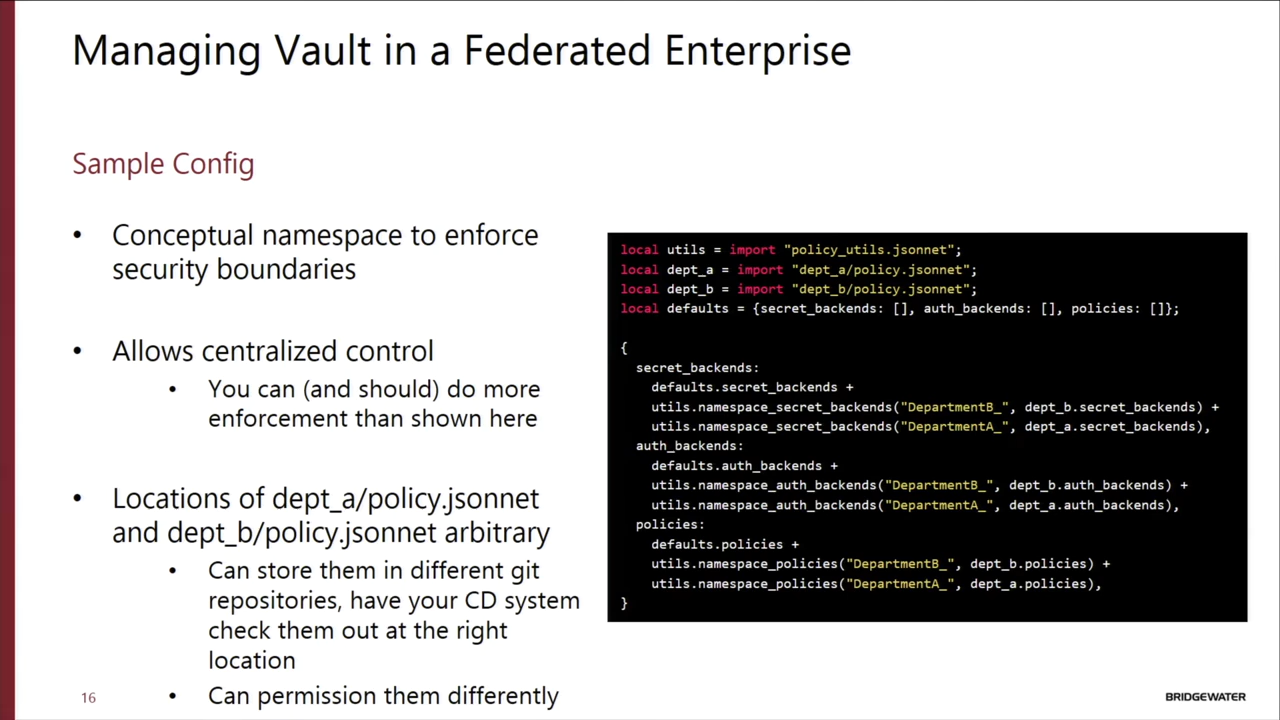 Managing Vault in a Federated Enterprise
Sample Config
• Conceptual namespace to enforce
security boundaries
• Allows centralized control
• You can (and should) do more
enforcement than shown here
• Locations of dept_a/policy.jsonnet
and dept_b/policy.jsonnet arbitrary
• Can store them in different git
repositories, have your CD system
check them out at the right
location
• Can permission them differently
local utils = import "policy_utils.jsonnet";
local dept_a = import "dept_a/policy.jsonnet";
local dept_b = import "dept_b/policy.jsonnet";
local defaults = {secret_backends: [], auth_backends: [], policies: []};
{
  secret_backends:
    defaults.secret_backends +
    utils.namespace_secret_backends("DepartmentB_", dept_b.secret_backends) +
    utils.namespace_secret_backends("DepartmentA_", dept_a.secret_backends),
  auth_backends:
    defaults.auth_backends +
    utils.namespace_auth_backends("DepartmentB_", dept_b.auth_backends) +
    utils.namespace_auth_backends("DepartmentA_", dept_a.auth_backends),
  policies:
    defaults.policies +
    utils.namespace_policies("DepartmentB_", dept_b.policies) +
    utils.namespace_policies("DepartmentA_", dept_a.policies),
}
16
BRIDGEWATER